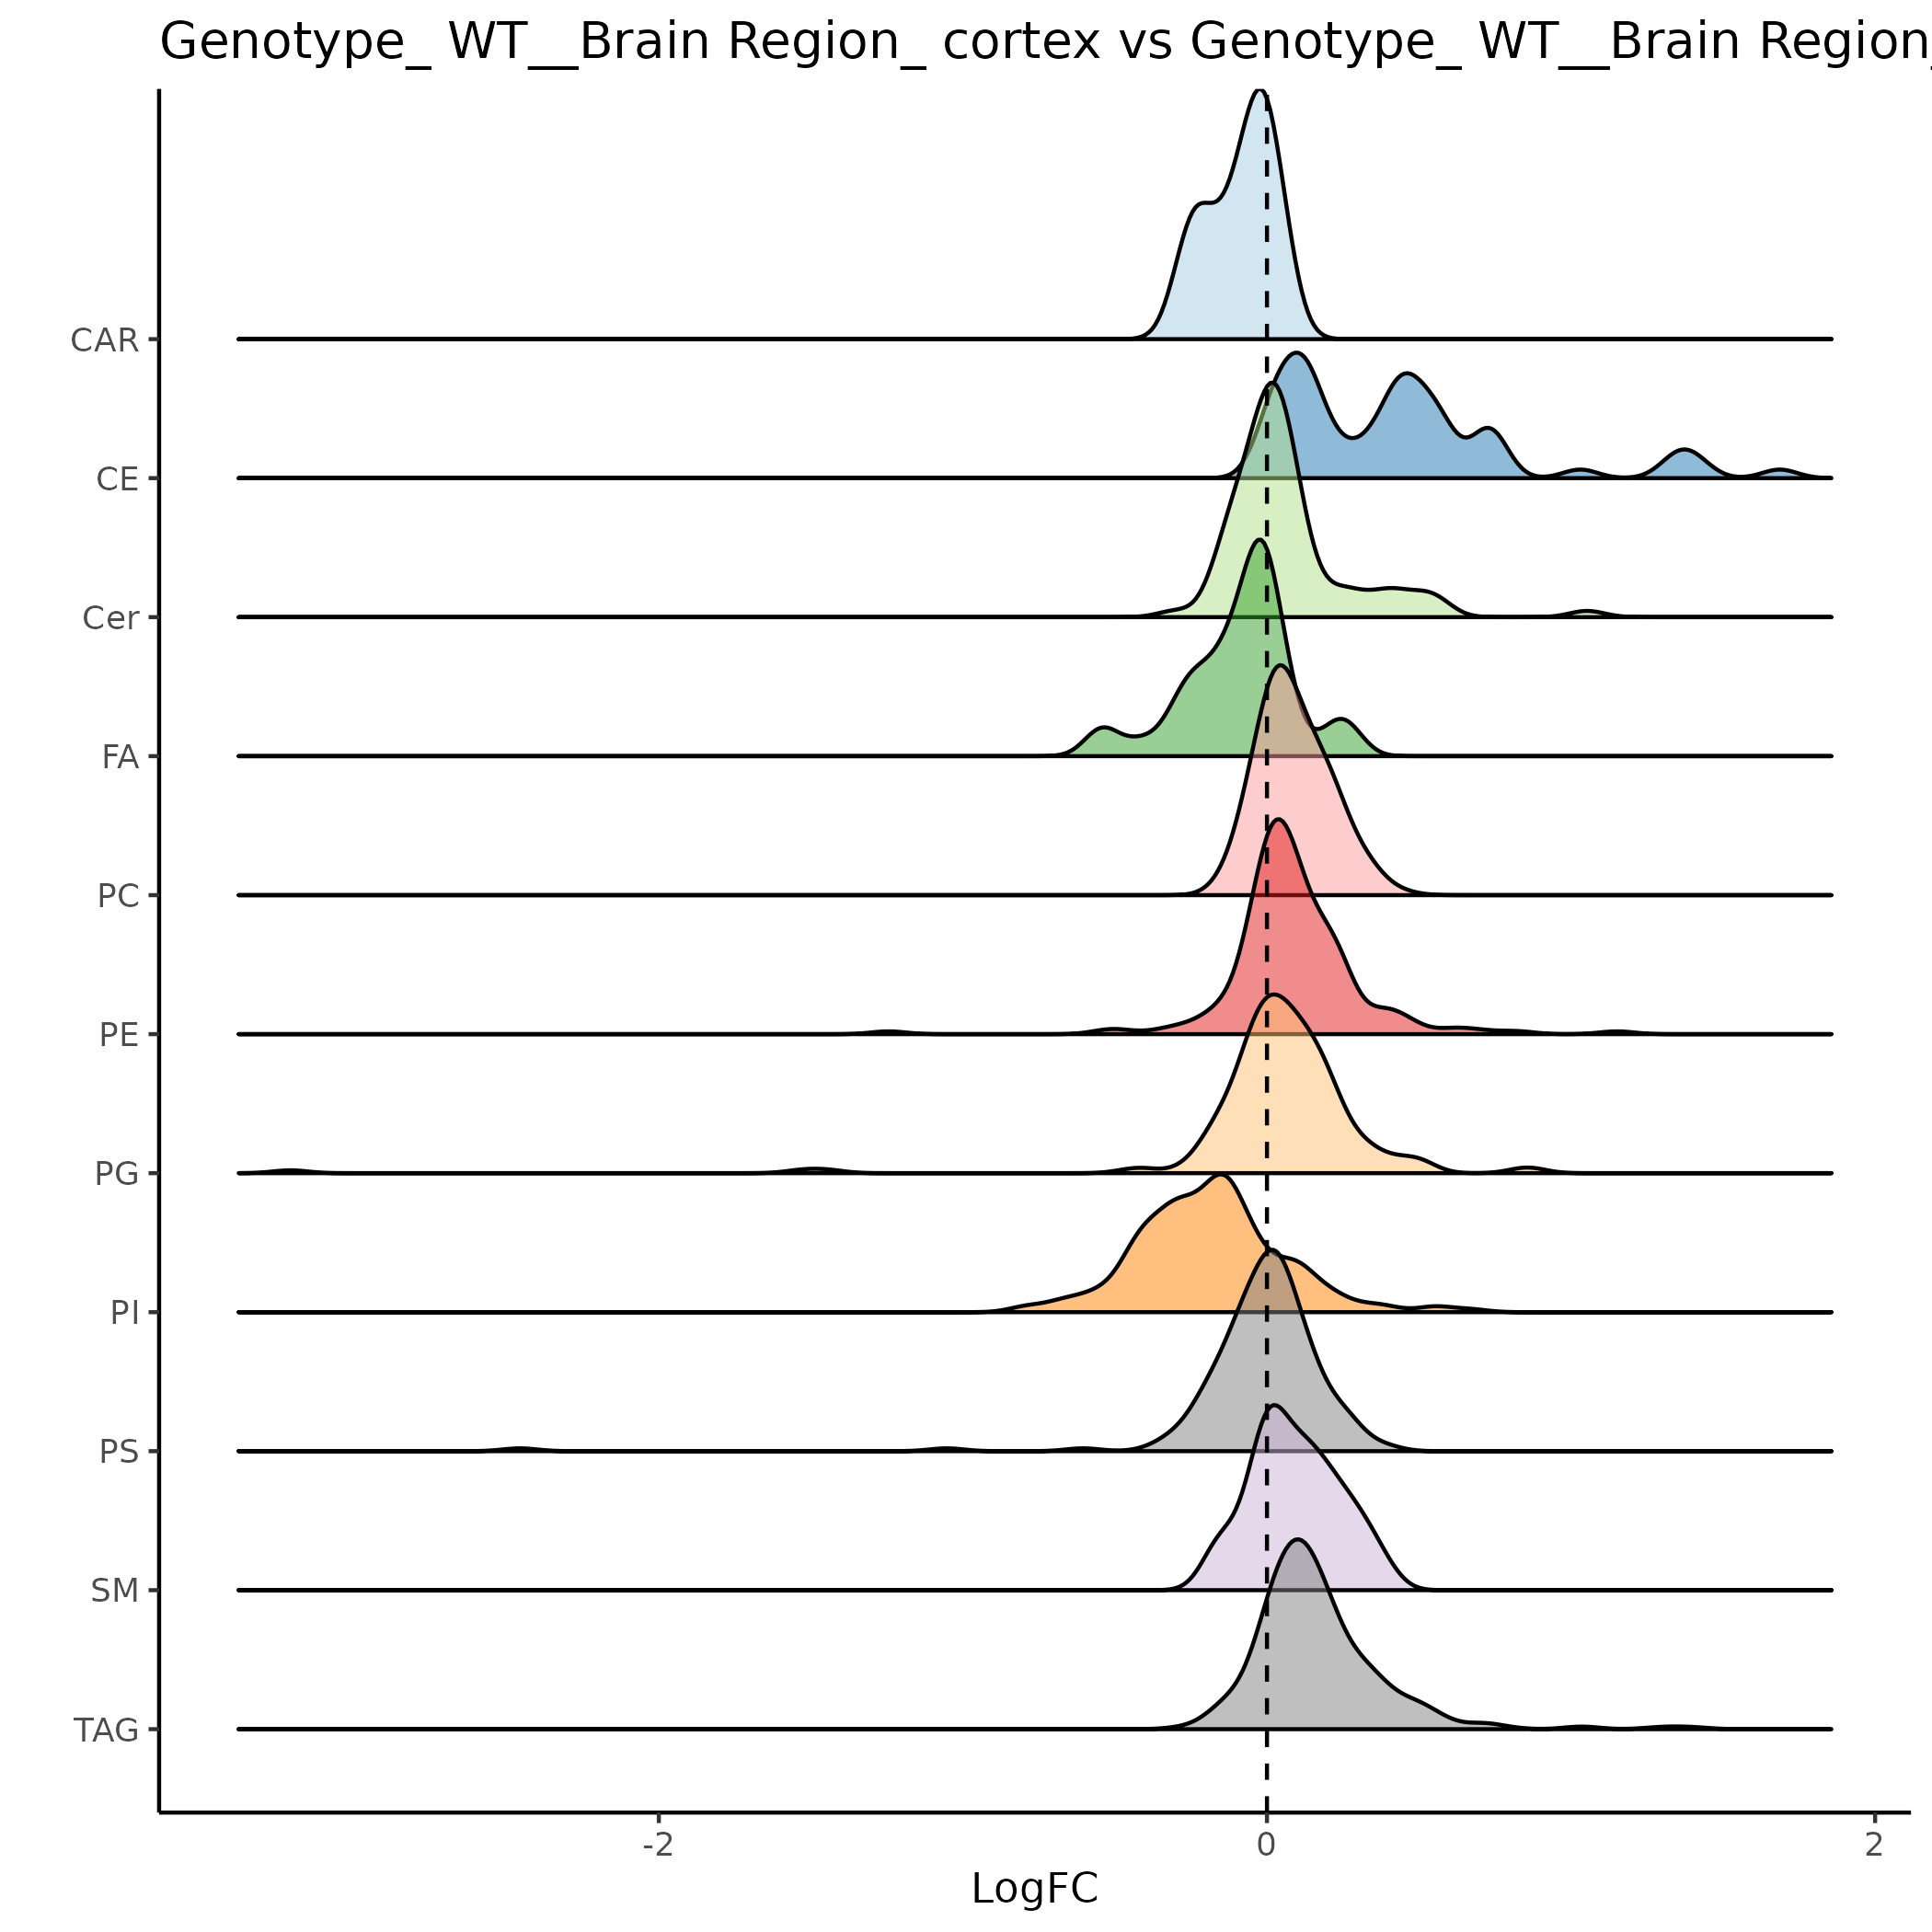 Genotype_ WT__Brain Region_ cortex vs Genotype_ WT__Brain Region_
CAR
CE
Cer
FA
PC
PE
PG
PI
PS
SM
TAG
-2 0 2
LogFC